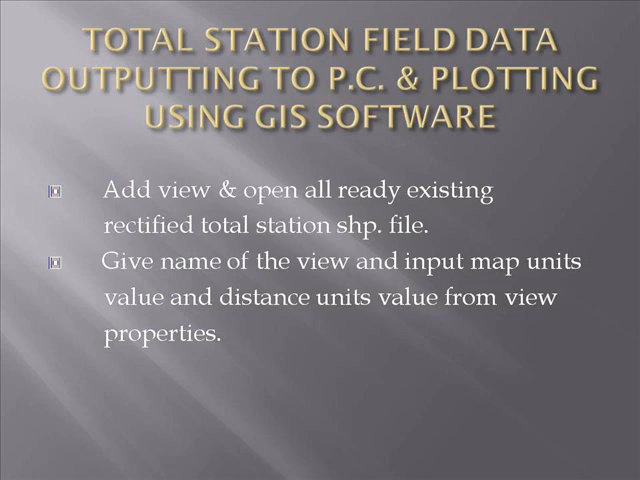 TOTAL STATION FIELD DATA
OUTPUTTING TO P.C. & PLOTTING
USING GIS SOFTWARE
Add view & open all ready existing
rectified total station shp. file.
Give name of the view and input map units
value and distance units value from view
properties.